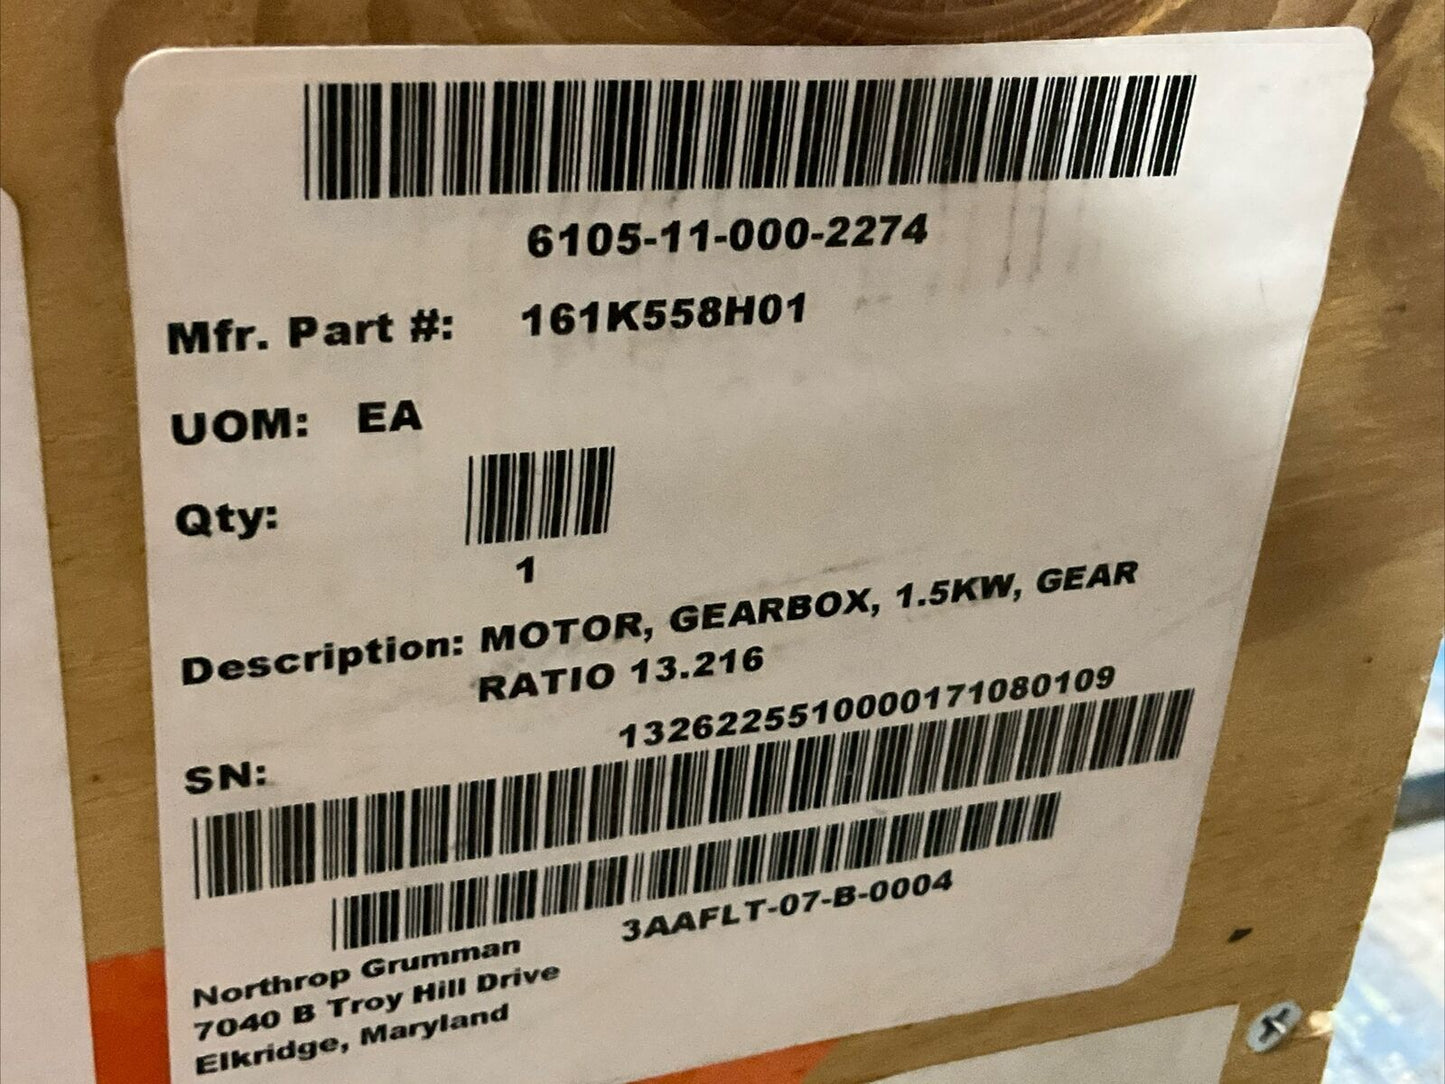 6105-11-000-2274
Mfr. Part #: 161K558H01
UOM: EA
Qty:
1
Description: MOTOR, GEARBOX, 1.5KW, GEAR
RATIO 13.216
1326225510000171080109
SN:
3AAFLT-07-B-0004
Northrop Grumman
7040 B Troy Hill Drive
Elkridge, Maryland